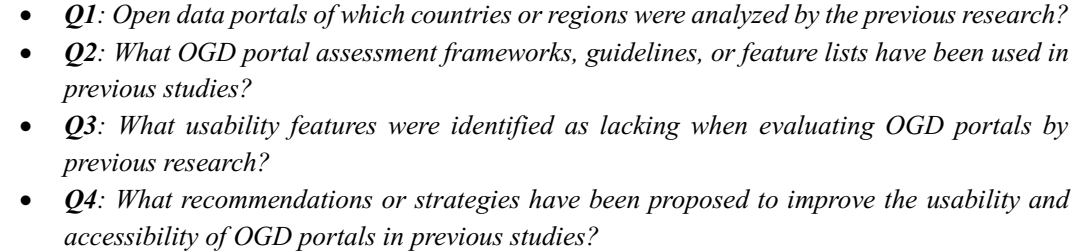 • Q1: Open data portals of which countries or regions were analyzed by the previous research?
• Q2: What OGD portal assessment frameworks, guidelines, or feature lists have been used in
previous studies?
• Q3: What usability features were identified as lacking when evaluating OGD portals by
previous research?
• Q4: What recommendations or strategies have been proposed to improve the usability and
accessibility of OGD portals in previous studies?